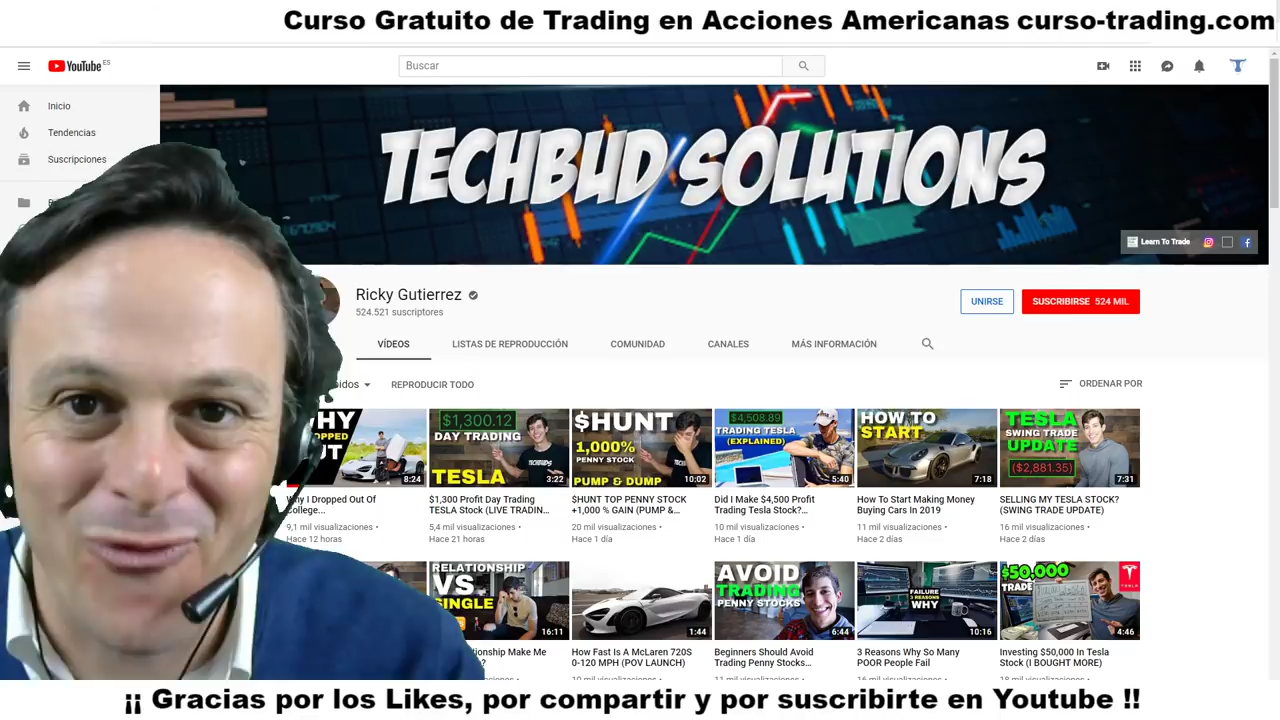 Curso Gratuito de Trading en Acciones Americanas curso-trading.com
YouTube ES
Buscar
Inicio
Tendencias
Suscripciones
TECHBUD SOLUTIONS
Learn To Trade
Ricky Gutierrez
524.521 suscriptores
UNIRSE
SUSCRIBIRSE 524 MIL
VÍDEOS
LISTAS DE REPRODUCCIÓN
COMUNIDAD
CANALES
MÁS INFORMACIÓN
REPRODUCIR TODO
ORDENAR POR
8:24
Why I Dropped Out Of
College...
9,1 mil visualizaciones •
Hace 12 horas
$1,300.12
DAY TRADING
TESLA
3:22
$1,300 Profit Day Trading
TESLA Stock (LIVE TRADIN...
5,4 mil visualizaciones •
Hace 21 horas
$HUNT
1,000%
PENNY STOCK
PUMP & DUMP
10:02
$HUNT TOP PENNY STOCK
+1,000 % GAIN (PUMP &...
20 mil visualizaciones •
Hace 1 día
$4,508.89
TRADING TESLA
(EXPLAINED)
5:40
Did I Make $4,500 Profit
Trading Tesla Stock?...
10 mil visualizaciones •
Hace 1 día
HOW TO
START
7:18
How To Start Making Money
Buying Cars In 2019
11 mil visualizaciones •
Hace 2 días
TESLA
SWING TRADE
UPDATE
($2,881.35)
7:31
SELLING MY TESLA STOCK?
(SWING TRADE UPDATE)
16 mil visualizaciones •
Hace 2 días
RELATIONSHIP
VS
SINGLE
16:11
1:44
How Fast Is A McLaren 720S
0-120 MPH (POV LAUNCH)
AVOID
TRADING
PENNY STOCKS
6:44
Beginners Should Avoid
Trading Penny Stocks...
FAILURE
3 REASONS
WHY
10:16
3 Reasons Why So Many
POOR People Fail
$50,000
TRADE
TESLA
4:46
Investing $50,000 In Tesla
Stock (I BOUGHT MORE)
¡¡ Gracias por los Likes, por compartir y por suscribirte en Youtube !!